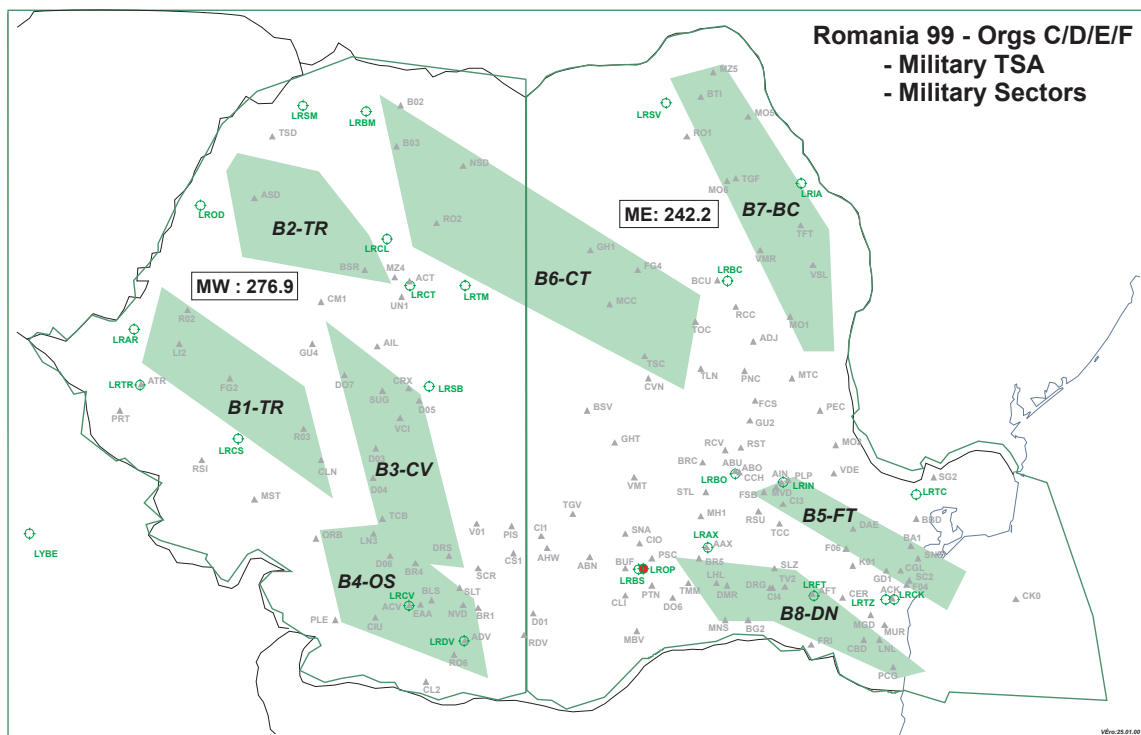 Romania 99 - Orgs C/D/E/F
- Military TSA
- Military Sectors
MZ5
BTI
LRSV
MO5
RO1
LRSM
LRBM
B02
TSD
B03
NSD
TGF
MO6
LRIA
ASD
LROD
B7-BC
ME: 242.2
RO2
B2-TR
TFT
LRCL
GH1
VMR
BSR
MZ4
ACT
FG4
VSL
B6-CT
LRBC
BCU
MW : 276.9
LRCT
LRTM
UN1
CM1
MCC
RCC
R02
MO1
TOC
LRAR
LI2
GU4
AIL
ADJ
TSC
TLN
PNC
MTC
CVN
LRTR
ATR
FG2
DO7
CRX
LRSB
SUG
D05
B1-TR
PRT
BSV
FCS
PEC
VCI
GU2
R03
LRCS
GHT
RCV
RST
MO2
D03
RSI
CLN
B3-CV
BRC
ABU
ABO
LRBO
CCH
AIN
PLP
VDE
LRIN
SG2
D04
VMT
STL
FSB
MVD
LRTC
MST
CI3
TGV
MH1
RSU
B5-FT
TCB
BBD
V01
PIS
TCC
DAE
LYBE
ORB
LN3
CI1
SNA
CIO
LRAX
AAX
BA1
AHW
F06
DRS
D06
CS1
ABN
PSC
BR5
SNG
BR4
SCR
BUF
LROP
LRBS
SLZ
K01
CGL
GD1
SC2
B4-OS
LHL
TMM
DMR
DRG
TV2
CI4
LRFT
AFT
ACK
F04
SLT
BLS
PTN
DO6
CER
LRTZ
LRCK
CK0
LRCV
ACV
EAA
NVD
BR1
CLI
B8-DN
PLE
CIU
D01
MNS
BG2
MGD
MUR
LRDV
ADV
RDV
MBV
FRI
CBD
LNL
RO6
PCG
CL2
VEro:25.01.00